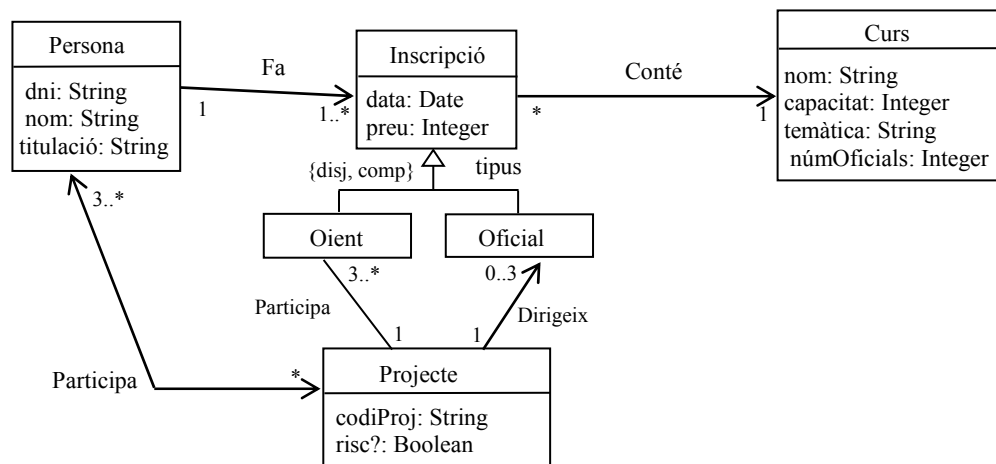 Persona
dni: String
nom: String
titulació: String
Fa
1
1..*
Inscripció
data: Date
preu: Integer
Conté
*
1
Curs
nom: String
capacitat: Integer
temàtica: String
númOficials: Integer
{disj, comp}
tipus
Oient
Oficial
3..*
3..*
0..3
Participa
Dirigeix
1
1
Participa
*
Projecte
codiProj: String
risc?: Boolean